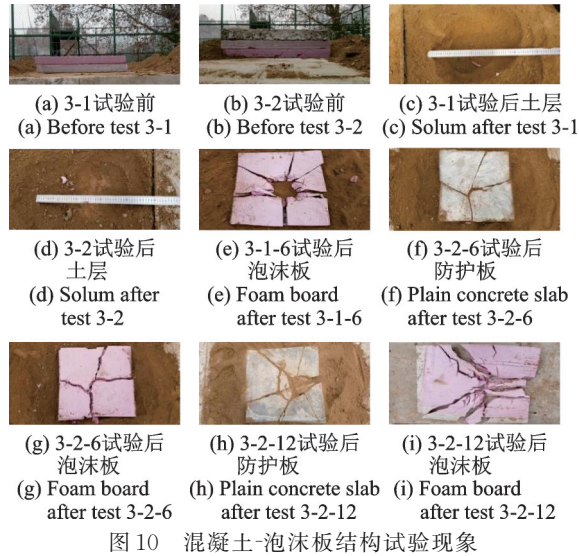 (a) 3-1试验前
(a) Before test 3-1
(b) 3-2试验前
(b) Before test 3-2
(c) 3-1试验后土层
(c) Solum after test 3-1
(d) 3-2试验后
土层
(d) Solum after
test 3-2
(e) 3-1-6试验后
泡沫板
(e) Foam board
after test 3-1-6
(f) 3-2-6试验后
防护板
(f) Plain concrete slab
after test 3-2-6
(g) 3-2-6试验后
泡沫板
(g) Foam board
after test 3-2-6
(h) 3-2-12试验后
防护板
(h) Plain concrete slab
after test 3-2-12
(i) 3-2-12试验后
泡沫板
(i) Foam board
after test 3-2-12
图 10 混凝土-泡沫板结构试验现象